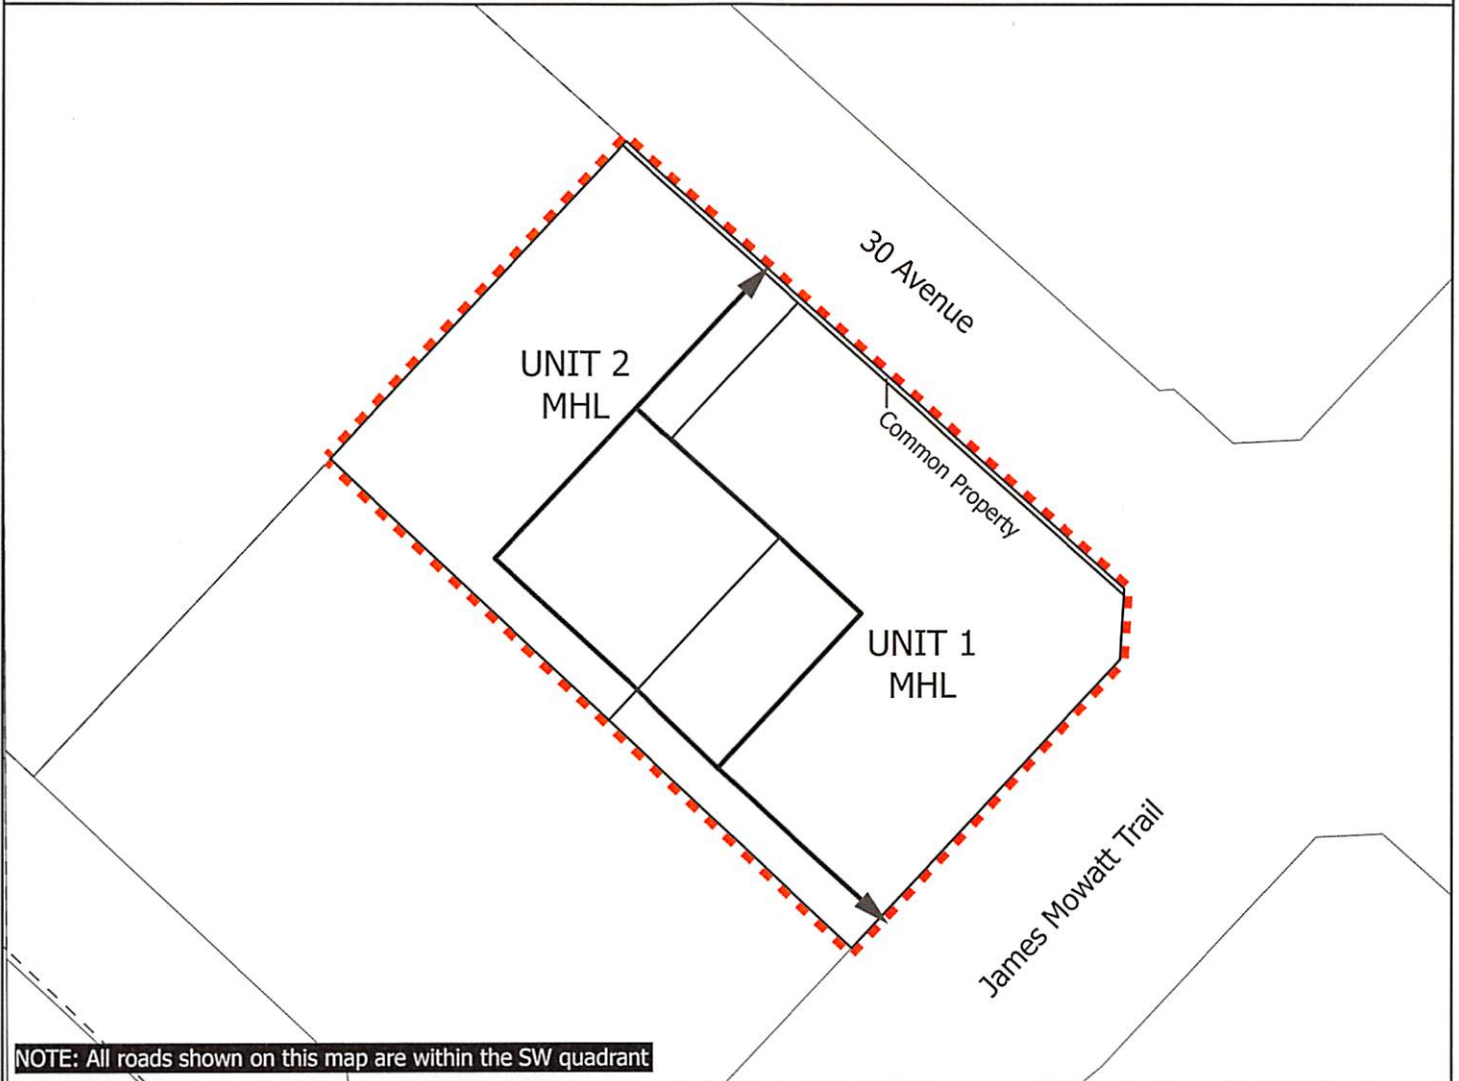 30 Avenue
UNIT 2
MHL
Common Property
UNIT 1
MHL
James Mowatt Trail
NOTE: All roads shown on this map are within the SW quadrant